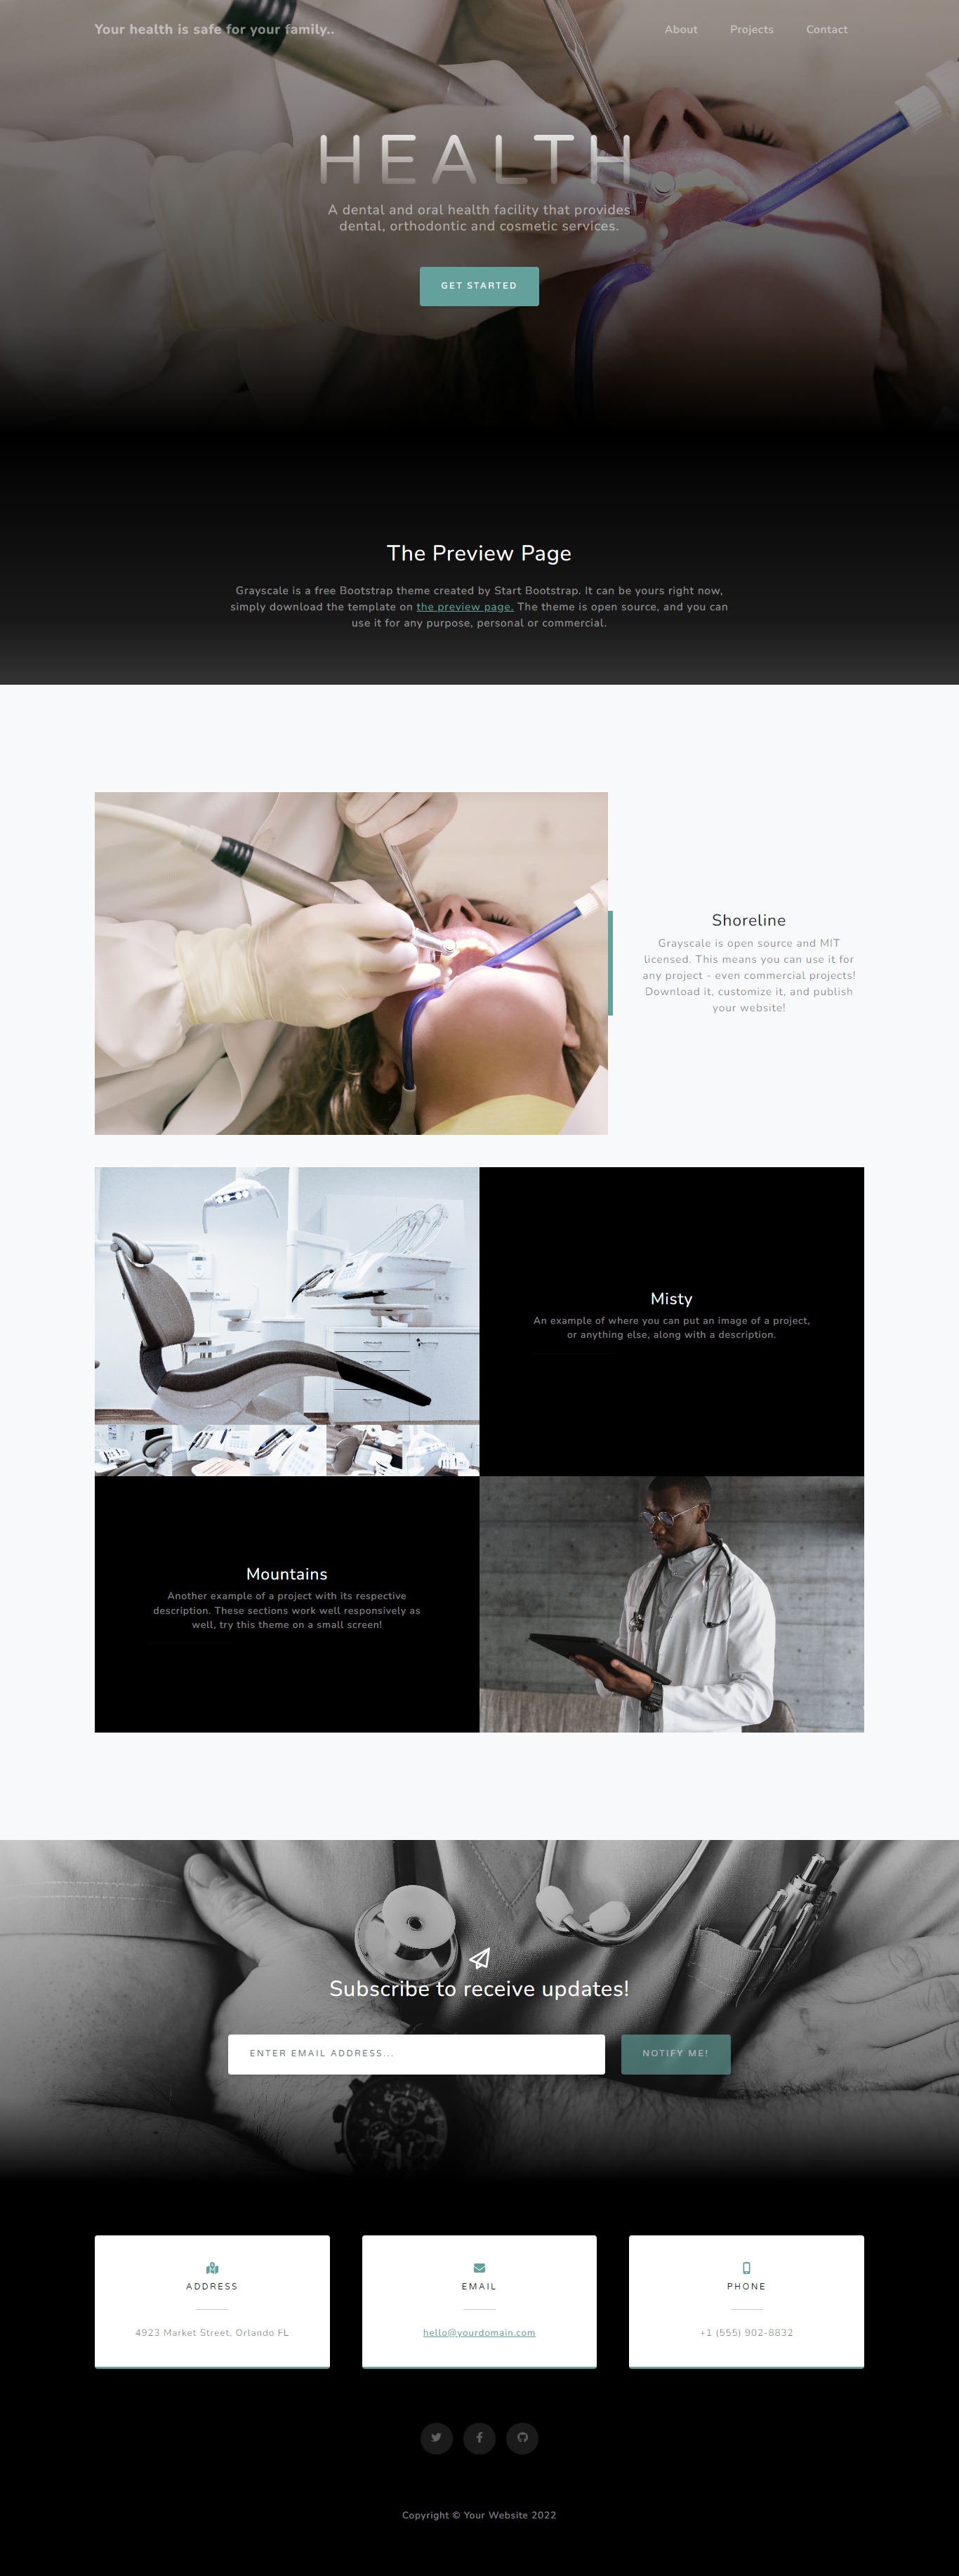 Your health is safe for your family..
About Projects Contact
HEALTH
A dental and oral health facility that provides
dental, orthodontic and cosmetic services.
GET STARTED
The Preview Page
Grayscale is a free Bootstrap theme created by Start Bootstrap. It can be yours right now,
simply download the template on the preview page. The theme is open source, and you can
use it for any purpose, personal or commercial.
Shoreline
Grayscale is open source and MIT
licensed. This means you can use it for
any project - even commercial projects!
Download it, customize it, and publish
your website!
Misty
An example of where you can put an image of a project,
or anything else, along with a description.
Mountains
Another example of a project with its respective
description. These sections work well responsively as
well, try this theme on a small screen!
Subscribe to receive updates!
ENTER EMAIL ADDRESS...
NOTIFY ME!
ADDRESS
4923 Market Street, Orlando FL
EMAIL
hello@yourdomain.com
PHONE
+1 (555) 902-8832
Copyright © Your Website 2022